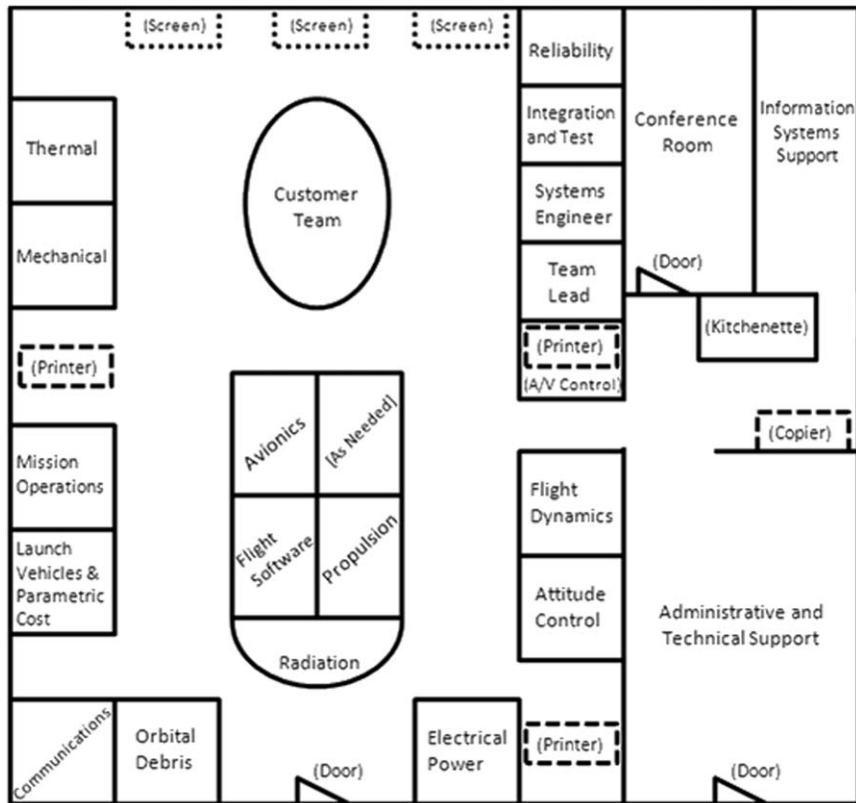 (Screen)
(Screen)
(Screen)
Reliability
Integration
and Test
Systems
Engineer
Team
Lead
(Printer)
(A/V Control)
Conference
Room
Information
Systems
Support
(Door)
(Kitchenette)
(Copier)
Thermal
Mechanical
(Printer)
Customer
Team
Mission
Operations
Launch
Vehicles &
Parametric
Cost
Avionics
[As Needed]
Flight
Software
Propulsion
Radiation
Flight
Dynamics
Attitude
Control
Administrative and
Technical Support
Communications
Orbital
Debris
(Door)
Electrical
Power
(Printer)
(Door)